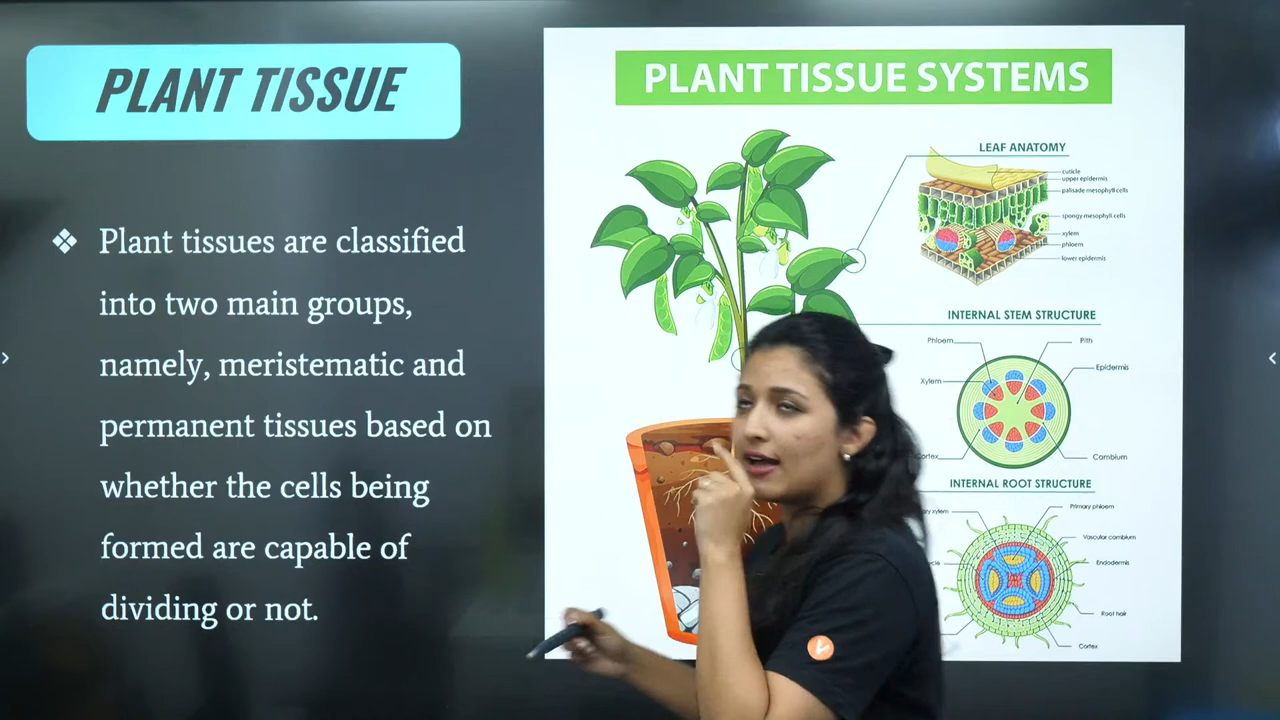 PLANT TISSUE
❖ Plant tissues are classified
into two main groups,
namely, meristematic and
permanent tissues based on
whether the cells being
formed are capable of
dividing or not.
PLANT TISSUE SYSTEMS
LEAF ANATOMY
cuticle
upper epidermis
palisade mesophyll cells
spongy mesophyll cells
xylem
phloem
lower epidermis
INTERNAL STEM STRUCTURE
Phloem
Pith
Epidermis
Xylem
Cortex
Cambium
INTERNAL ROOT STRUCTURE
Primary phloem
xylem
Vascular cambium
Endodermis
Root hair
Cortex